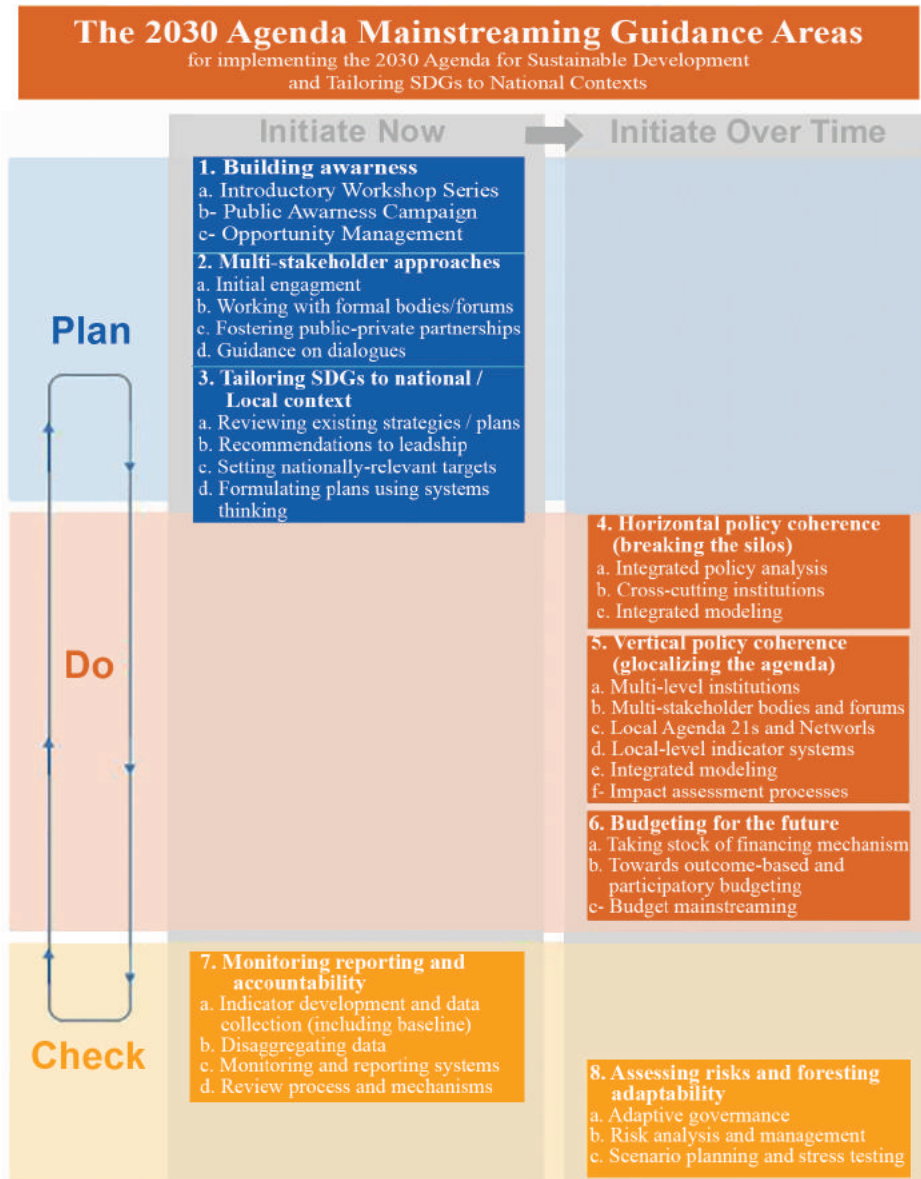 The 2030 Agenda Mainstreaming Guidance Areas
for implementing the 2030 Agenda for Sustainable Development
and Tailoring SDGs to National Contexts
Initiate Now
Initiate Over Time
Plan
1. Building awarness
a. Introductory Workshop Series
b- Public Awarness Campaign
c- Opportunity Management
2. Multi-stakeholder approaches
a. Initial engagment
b. Working with formal bodies/forums
c. Fostering public-private partnerships
d. Guidance on dialogues
3. Tailoring SDGs to national /
Local context
a. Reviewing existing strategies / plans
b. Recommendations to leadship
c. Setting nationally-relevant targets
d. Formulating plans using systems
thinking
Do
4. Horizontal policy coherence
(breaking the silos)
a. Integrated policy analysis
b. Cross-cutting institutions
c. Integrated modeling
5. Vertical policy coherence
(glocalizing the agenda)
a. Multi-level institutions
b. Multi-stakeholder bodies and forums
c. Local Agenda 21s and Networls
d. Local-level indicator systems
e. Integrated modeling
f- Impact assessment processes
6. Budgeting for the future
a. Taking stock of financing mechanism
b. Towards outcome-based and
participatory budgeting
c- Budget mainstreaming
Check
7. Monitoring reporting and
accountability
a. Indicator development and data
collection (including baseline)
b. Disaggregating data
c. Monitoring and reporting systems
d. Review process and mechanisms
8. Assessing risks and foresting
adaptability
a. Adaptive governance
b. Risk analysis and management
c. Scenario planning and stress testing